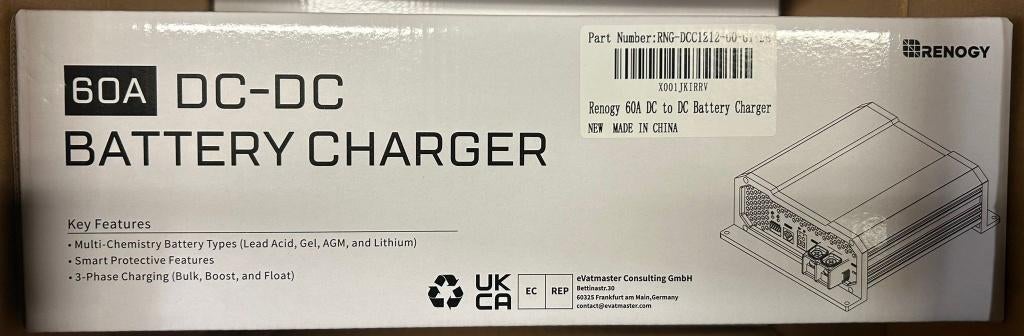 60A DC-DC
BATTERY CHARGER
Key Features
• Multi-Chemistry Battery Types (Lead Acid, Gel, AGM, and Lithium)
• Smart Protective Features
• 3-Phase Charging (Bulk, Boost, and Float)
Part Number:
X001JKIRRV
Renogy 60A DC to DC Battery Charger
NEW MADE IN CHINA
RENOGY
UK
CA
EC REP
eVatmaster Consulting GmbH
Bettinastr.30
60325 Frankfurt am Main,Germany
contact@evatmaster.com